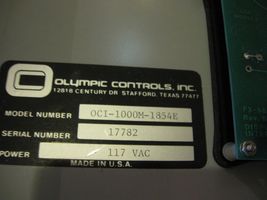 OLYMPIC CONTROLS, INC.
12818 CENTURY DR. STAFFORD, TEXAS 77477
MODEL NUMBER OCI-1000M-1854E
SERIAL NUMBER 17782
POWER 117 VAC
MADE IN U.S.A.